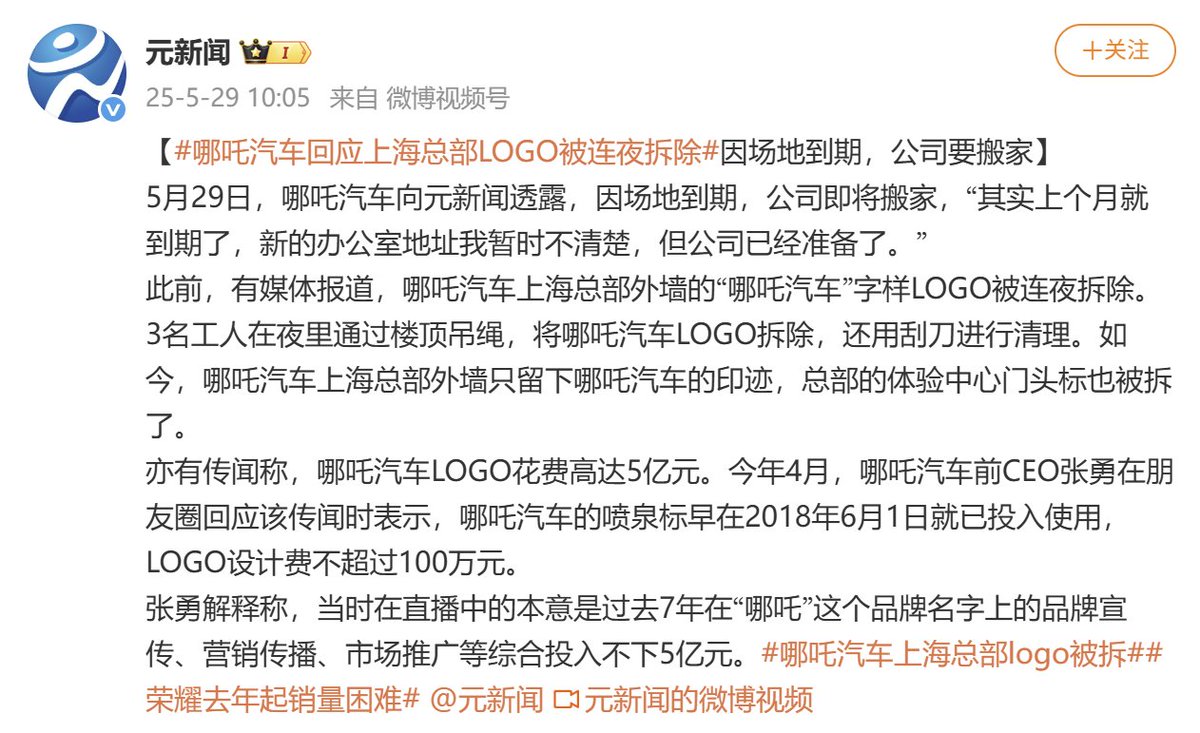 元新闻 I
25-5-29 10:05 来自 微博视频号
十关注
【#哪吒汽车回应上海总部LOGO被连夜拆除#因场地到期，公司要搬家】
5月29日，哪吒汽车向元新闻透露，因场地到期，公司即将搬家，“其实上个月就
到期了，新的办公室地址我暂时不清楚，但公司已经准备了。”
此前，有媒体报道，哪吒汽车上海总部外墙的“哪吒汽车”字样LOGO被连夜拆除。
3名工人在夜里通过楼顶吊绳，将哪吒汽车LOGO拆除，还用刮刀进行清理。如
今，哪吒汽车上海总部外墙只留下哪吒汽车的印迹，总部的体验中心门头标也被拆
了。
亦有传闻称，哪吒汽车LOGO花费高达5亿元。今年4月，哪吒汽车前CEO张勇在朋
友圈回应该传闻时表示，哪吒汽车的喷泉标早在2018年6月1日就已投入使用，
LOGO设计费不超过100万元。
张勇解释称，当时在直播中的本意是过去7年在“哪吒”这个品牌名字上的品牌宣
传、营销传播、市场推广等综合投入不下5亿元。#哪吒汽车上海总部logo被拆##
荣耀去年起销量困难# @元新闻 元新闻的微博视频